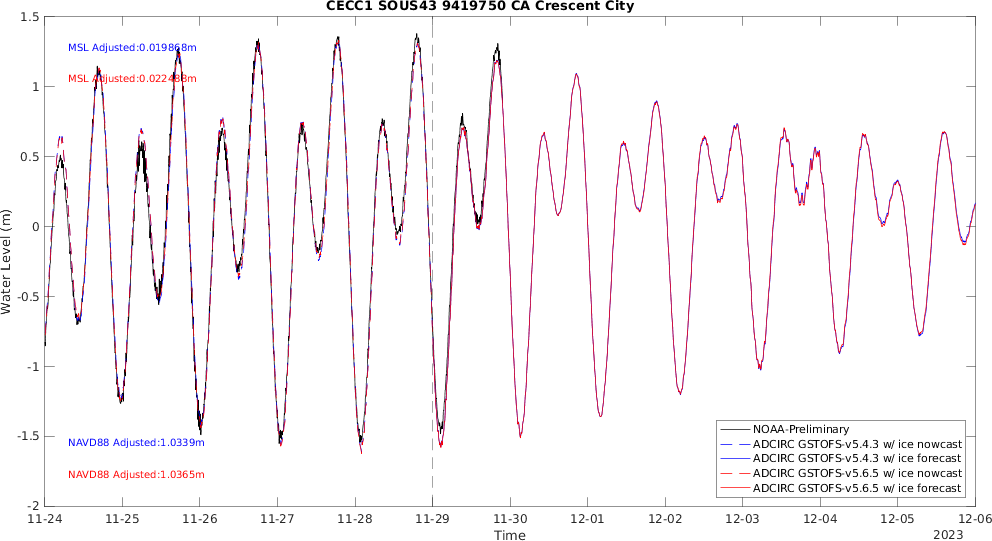 CECC1 SOUS43 9419750 CA Crescent City
1.5
1
0.5
0
-0.5
-1
-1.5
-2
Water Level (m)
MSL Adjusted:0.019868m
MSL Adjusted:0.022488m
NAVD88 Adjusted:1.0339m
NAVD88 Adjusted:1.0365m
NOAA-Preliminary
ADCIRC GSTOFS-v5.4.3 w/ ice nowcast
ADCIRC GSTOFS-v5.4.3 w/ ice forecast
ADCIRC GSTOFS-v5.6.5 w/ ice nowcast
ADCIRC GSTOFS-v5.6.5 w/ ice forecast
11-24 11-25 11-26 11-27 11-28 11-29 11-30 12-01 12-02 12-03 12-04 12-05 12-06
Time
2023